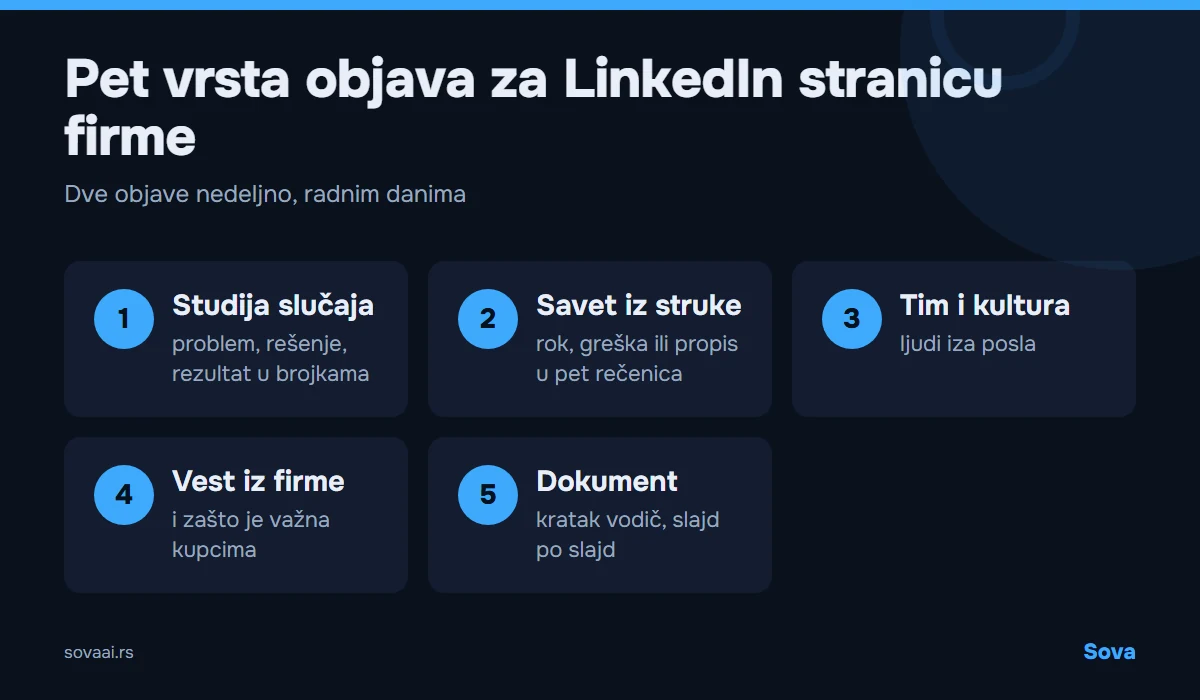 Pet vrsta objava za LinkedIn stranicu
firme
Dve objave nedeljno, radnim danima
1
Studija slučaja
problem, rešenje,
rezultat u brojkama
2
Savet iz struke
rok, greška ili propis
u pet rečenica
3
Tim i kultura
ljudi iza posla
4
Vest iz firme
i zašto je važna
kupcima
5
Dokument
kratak vodič, slajd
po slajd
sovaai.rs
Sova